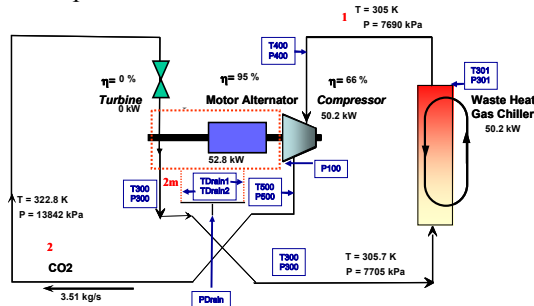 1
T = 305 K
P = 7690 kPa
T400
P400
η= 0 %
Turbine
0 kW
η= 95 %
Motor Alternator
η= 66 %
Compressor
50.2 kW
T301
P301
Waste Heat
Gas Chiller
50.2 kW
52.8 kW
P100
2m
TDrain1
TDrain2
T500
P500
T300
P300
T = 322.8 K
P = 13842 kPa
T300
P300
T = 305.7 K
P = 7705 kPa
2
CO2
3.51 kg/s
PDrain